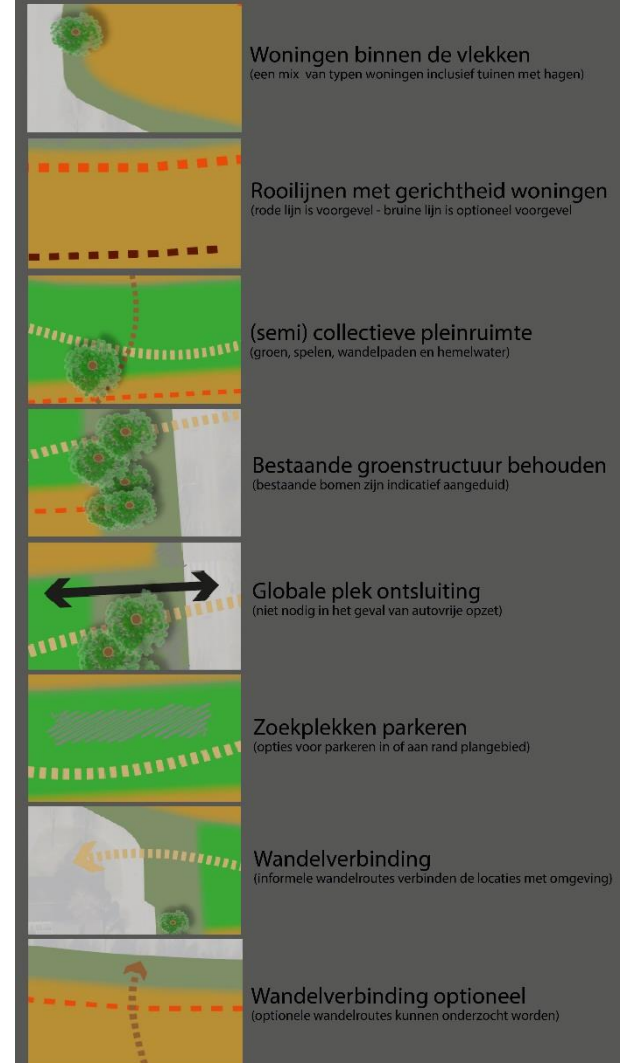 Woningen binnen de vlekken
(een mix van typen woningen inclusief tuinen met hagen)
Rooilijnen met gerichtheid woningen
(rode lijn is voorgevel - bruine lijn is optioneel voorgevel
(semi) collectieve pleinruimte
(groen, spelen, wandelpaden en hemelwater)
Bestaande groenstructuur behouden
(bestaande bomen zijn indicatief aangeduid)
Globale plek ontsluiting
(niet nodig in het geval van autovrije opzet)
Zoekplekken parkeren
(opties voor parkeren in of aan rand plangebied)
Wandelverbinding
(informele wandelroutes verbinden de locaties met omgeving)
Wandelverbinding optioneel
(optionele wandelroutes kunnen onderzocht worden)